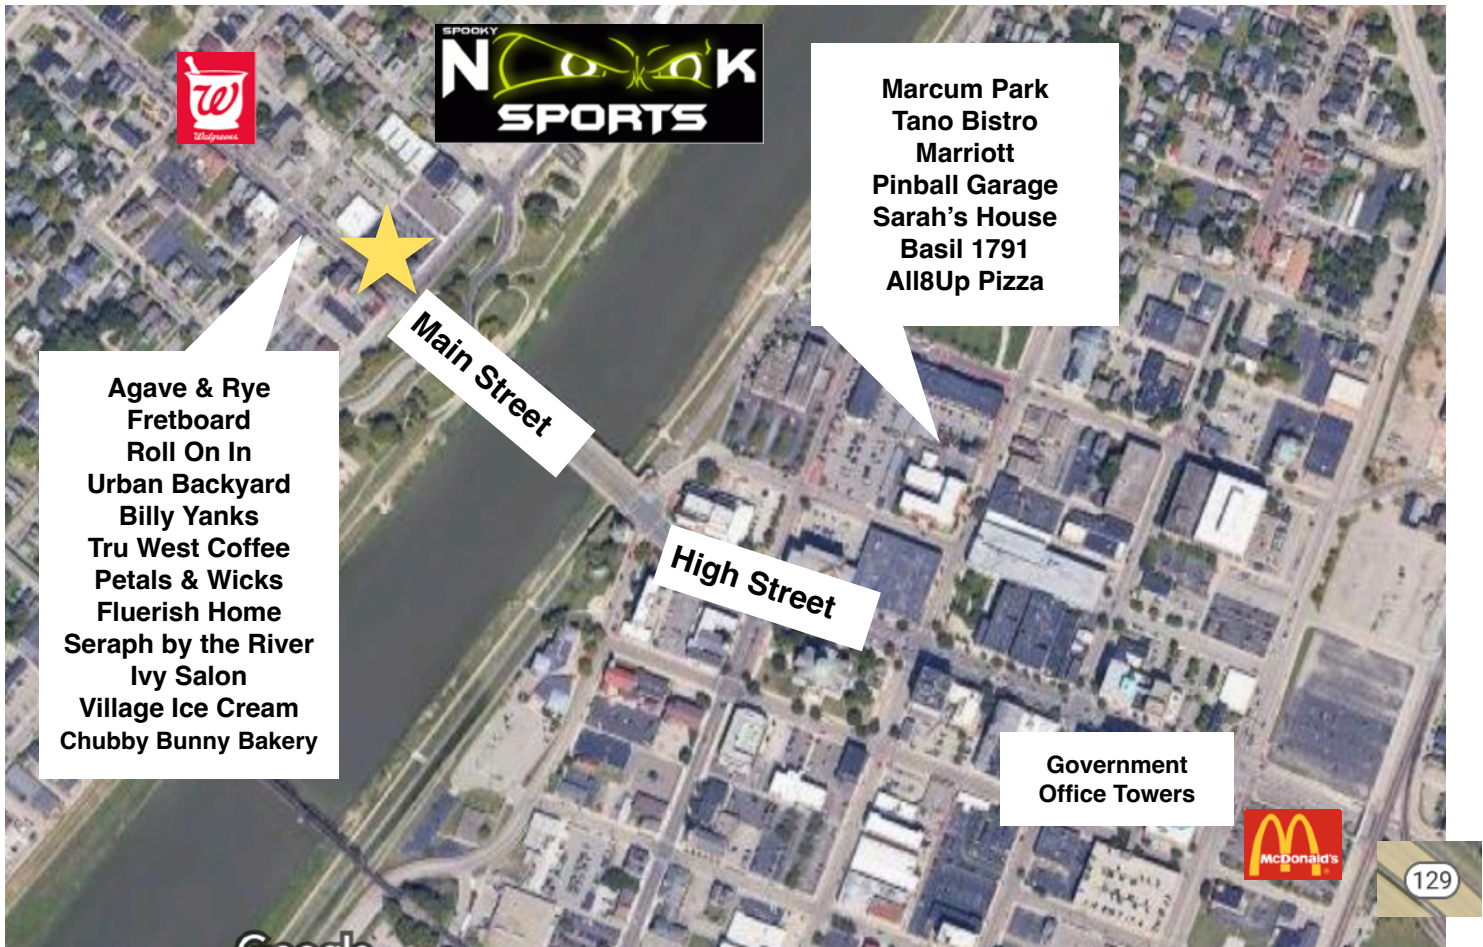 Walgreens
SPOOKY
NOOK
SPORTS
Marcum Park
Tano Bistro
Marriott
Pinball Garage
Sarah's House
Basil 1791
All8Up Pizza
Main Street
Agave & Rye
Fretboard
Roll On In
Urban Backyard
Billy Yanks
Tru West Coffee
Petals & Wicks
Fluerish Home
Seraph by the River
Ivy Salon
Village Ice Cream
Chubby Bunny Bakery
High Street
Government
Office Towers
McDonald's
129
Google